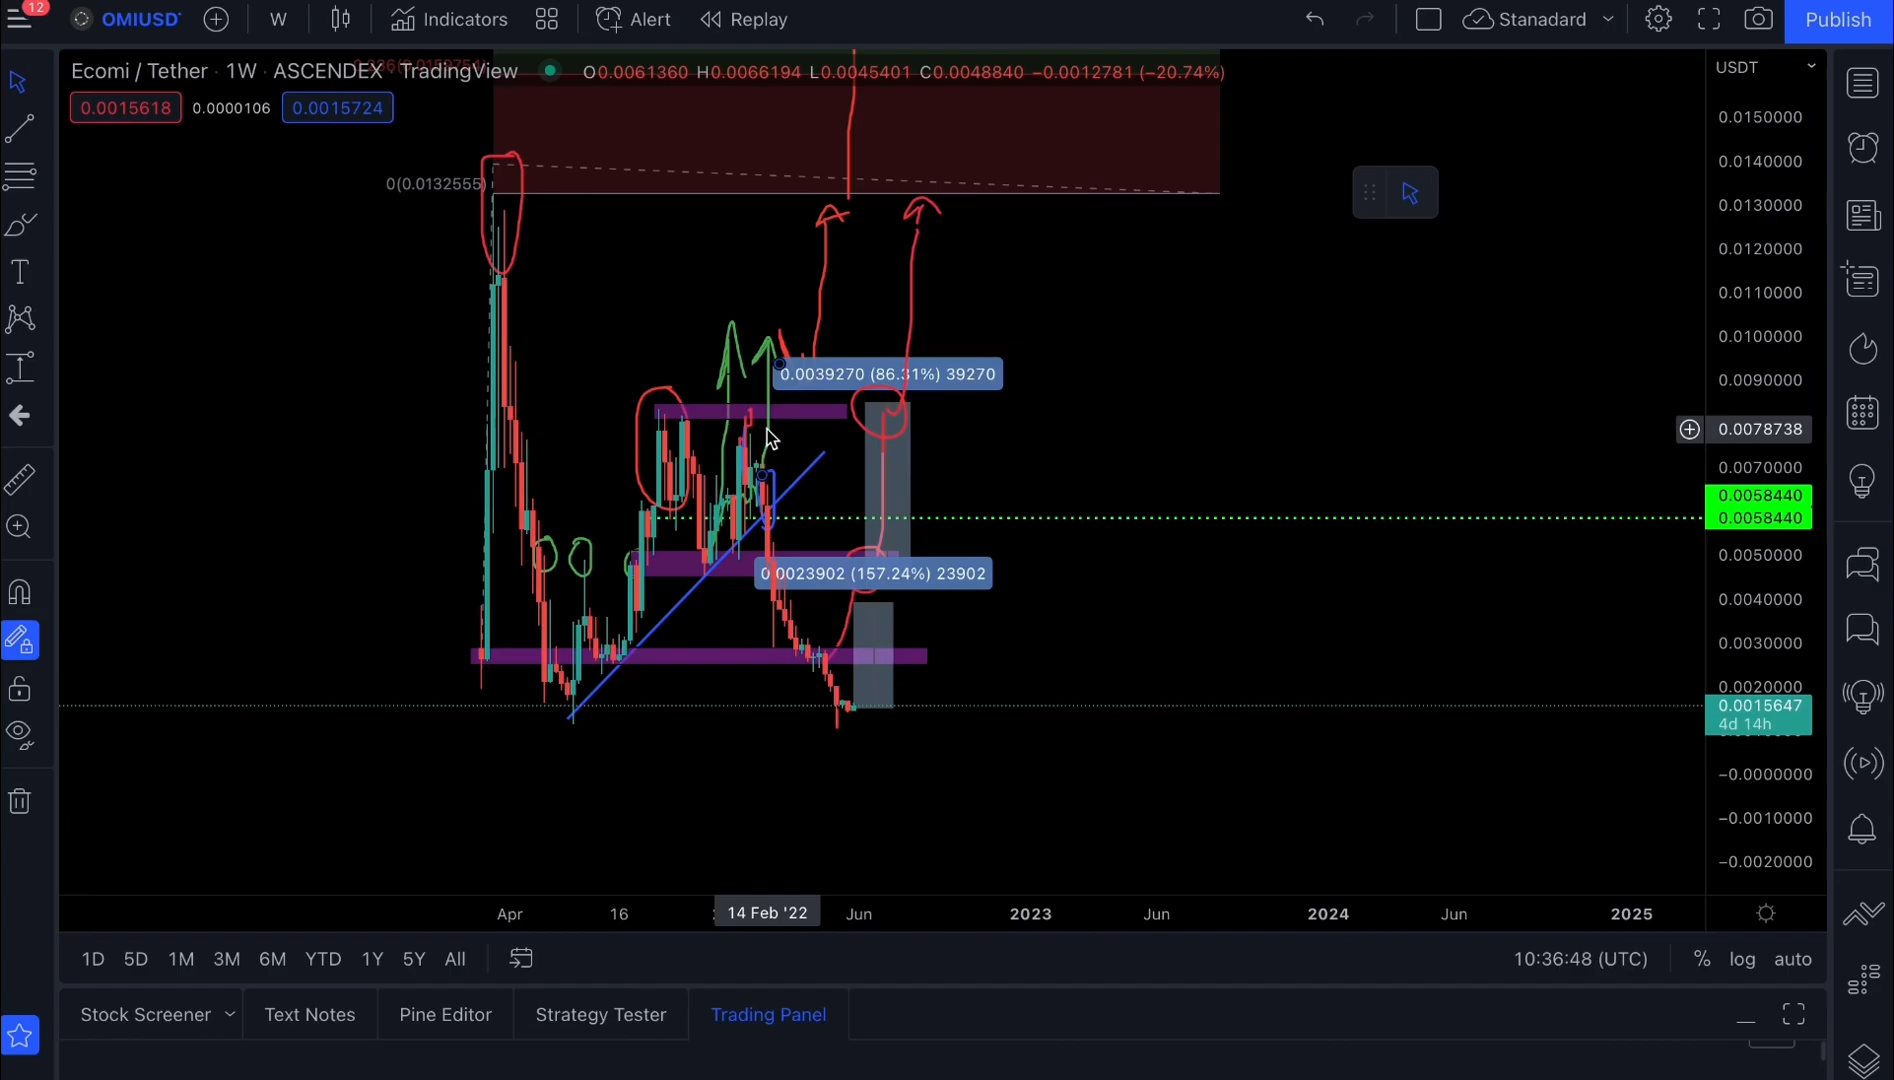 12
OMIUSD
W
Indicators
Alert
Replay
Stanadard
Publish
Ecomi / Tether · 1W · ASCENDEX · TradingView
O0.0061360 H0.0066194 L0.0045401 C0.0048840 −0.0012781 (−20.74%)
USDT
0.0015618
0.0000106
0.0015724
0.0150000
0.0140000
0(0.0132555)
0.0130000
0.0120000
0.0110000
0.0100000
0.0039270 (86.31%) 39270
0.0090000
0.0078738
0.0070000
0.0058440
0.0058440
0.0050000
0.0023902 (157.24%) 23902
0.0040000
0.0030000
0.0020000
0.0015647
4d 14h
−0.0000000
−0.0010000
−0.0020000
Apr
16
14 Feb '22
Jun
2023
Jun
2024
Jun
2025
1D 5D 1M 3M 6M YTD 1Y 5Y All
10:36:48 (UTC)
% log auto
Stock Screener
Text Notes
Pine Editor
Strategy Tester
Trading Panel